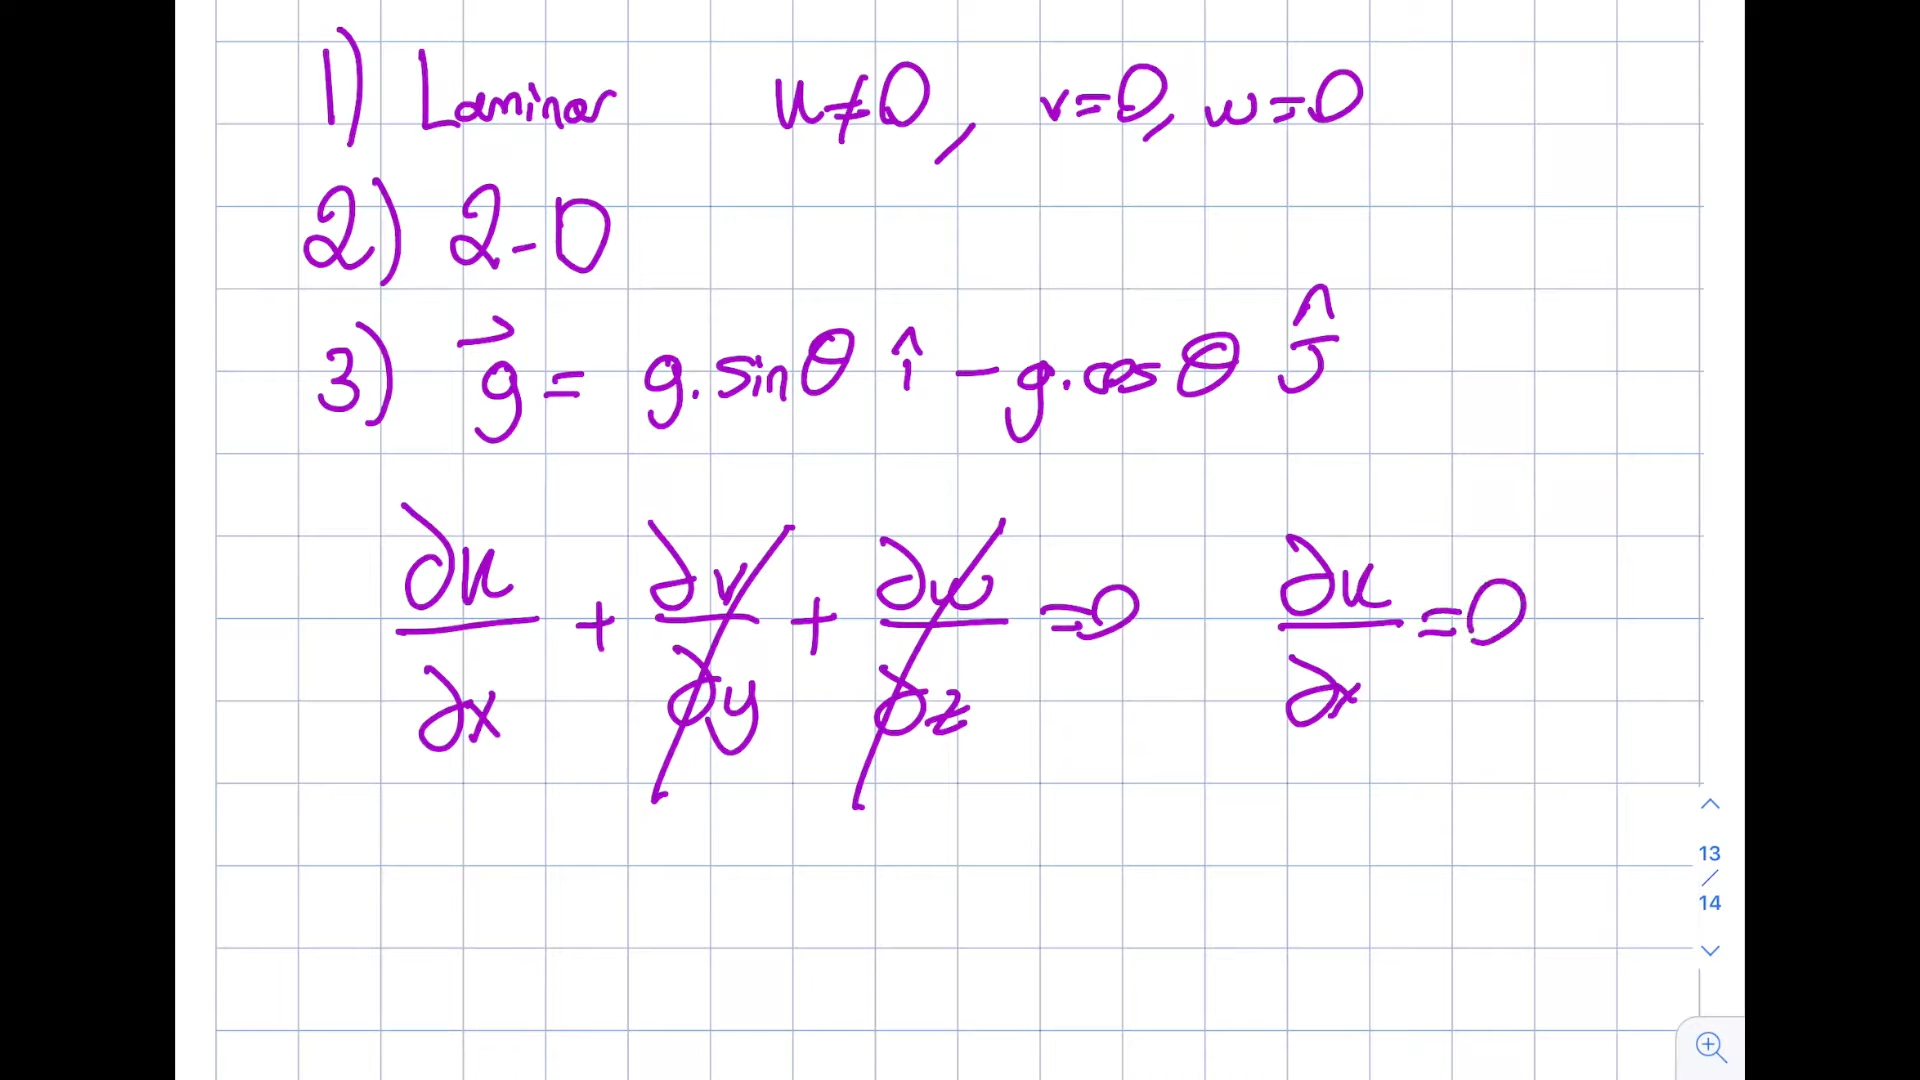 1) Laminar u≠0, v=0, w=0
2) 2-D
3) g⃗ = g.sinθ î - g.cosθ ĵ
∂u/∂x + ∂v/∂y + ∂w/∂z =0 ∂u/∂x =0
13
/
14